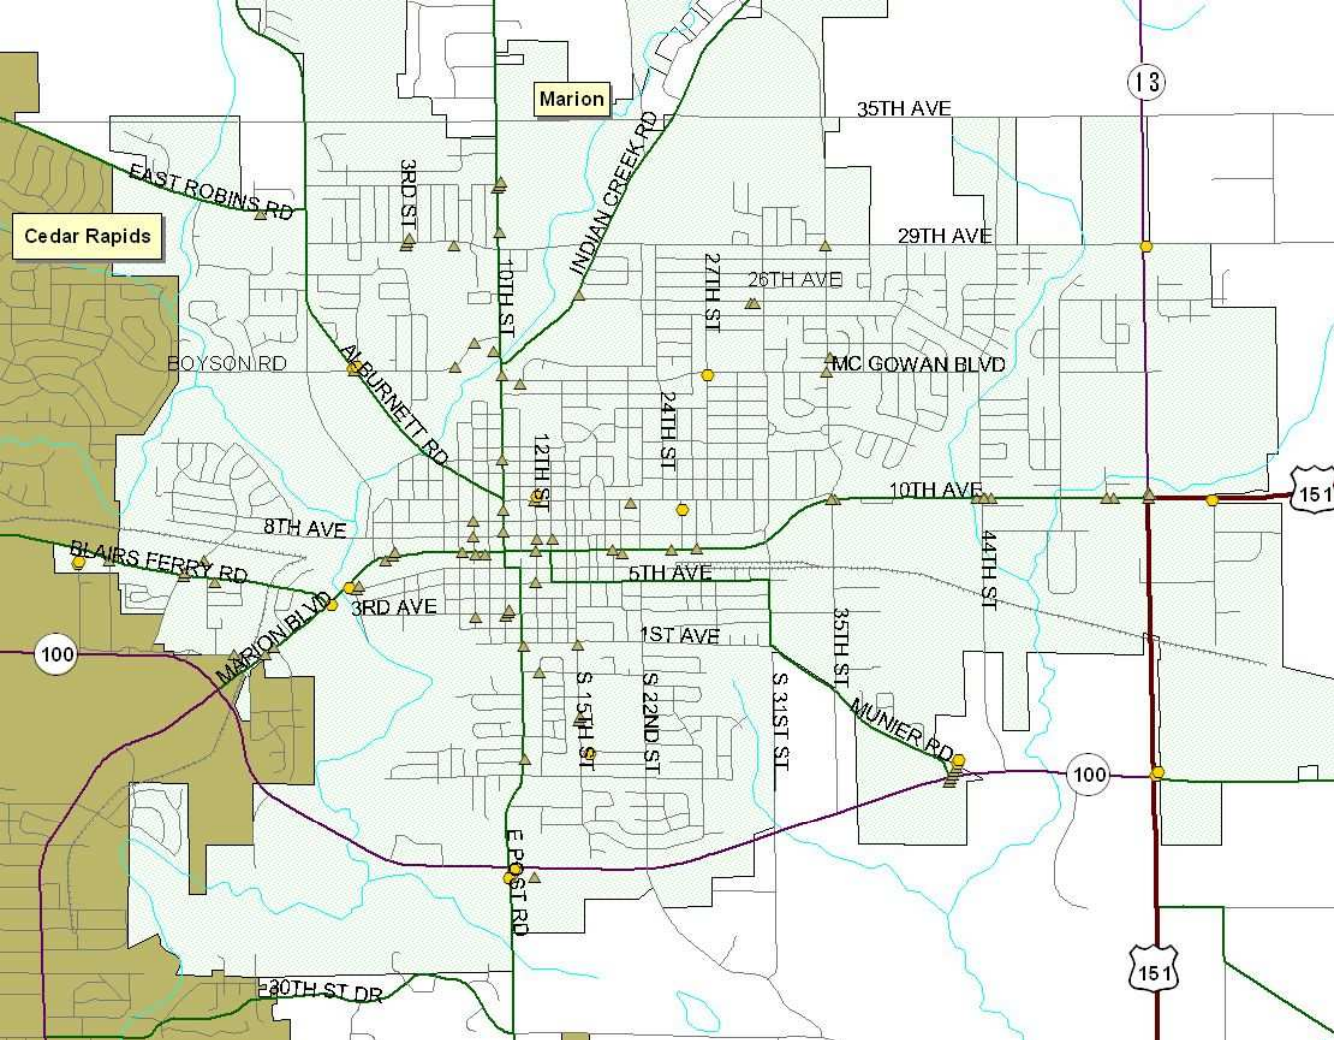 13
Marion
35TH AVE
EAST ROBINS RD
3RD ST
INDIAN CREEK RD
Cedar Rapids
29TH AVE
10TH ST
27TH ST
26TH AVE
BOYSON RD
ALBURNETT RD
MC GOWAN BLVD
24TH ST
12TH ST
10TH AVE
151
8TH AVE
BLAIRS FERRY RD
44TH ST
5TH AVE
3RD AVE
MARION BLVD
1ST AVE
35TH ST
100
S 15TH ST
S 22ND ST
S 31ST ST
MUNIER RD
100
E POST RD
151
30TH ST DR